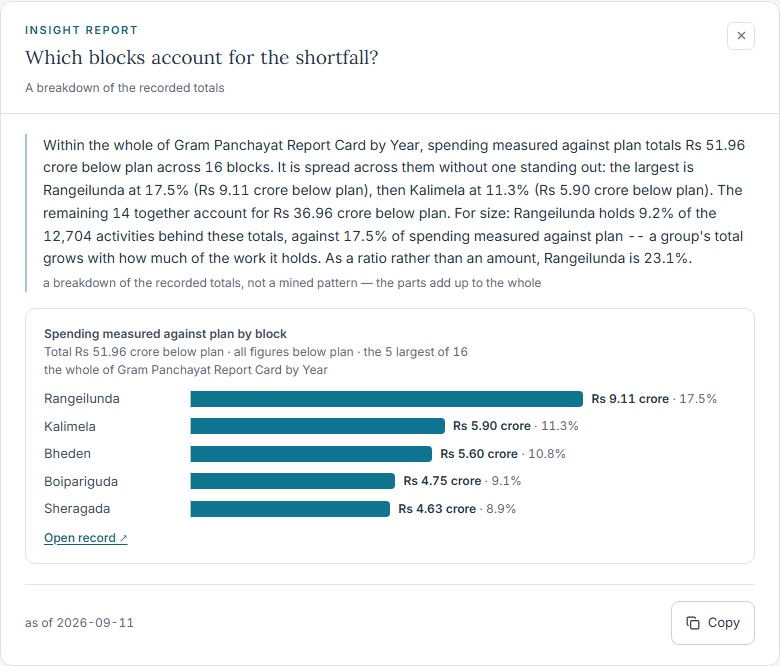 INSIGHT REPORT
Which blocks account for the shortfall?
A breakdown of the recorded totals
Within the whole of Gram Panchayat Report Card by Year, spending measured against plan totals Rs 51.96
crore below plan across 16 blocks. It is spread across them without one standing out: the largest is
Rangeilunda at 17.5% (Rs 9.11 crore below plan), then Kalimela at 11.3% (Rs 5.90 crore below plan). The
remaining 14 together account for Rs 36.96 crore below plan. For size: Rangeilunda holds 9.2% of the
12,704 activities behind these totals, against 17.5% of spending measured against plan -- a group's total
grows with how much of the work it holds. As a ratio rather than an amount, Rangeilunda is 23.1%.
a breakdown of the recorded totals, not a mined pattern — the parts add up to the whole
Spending measured against plan by block
Total Rs 51.96 crore below plan · all figures below plan · the 5 largest of 16
the whole of Gram Panchayat Report Card by Year
Rangeilunda Rs 9.11 crore · 17.5%
Kalimela Rs 5.90 crore · 11.3%
Bheden Rs 5.60 crore · 10.8%
Boipariguda Rs 4.75 crore · 9.1%
Sheragada Rs 4.63 crore · 8.9%
Open record ↗
as of 2026-09-11
Copy